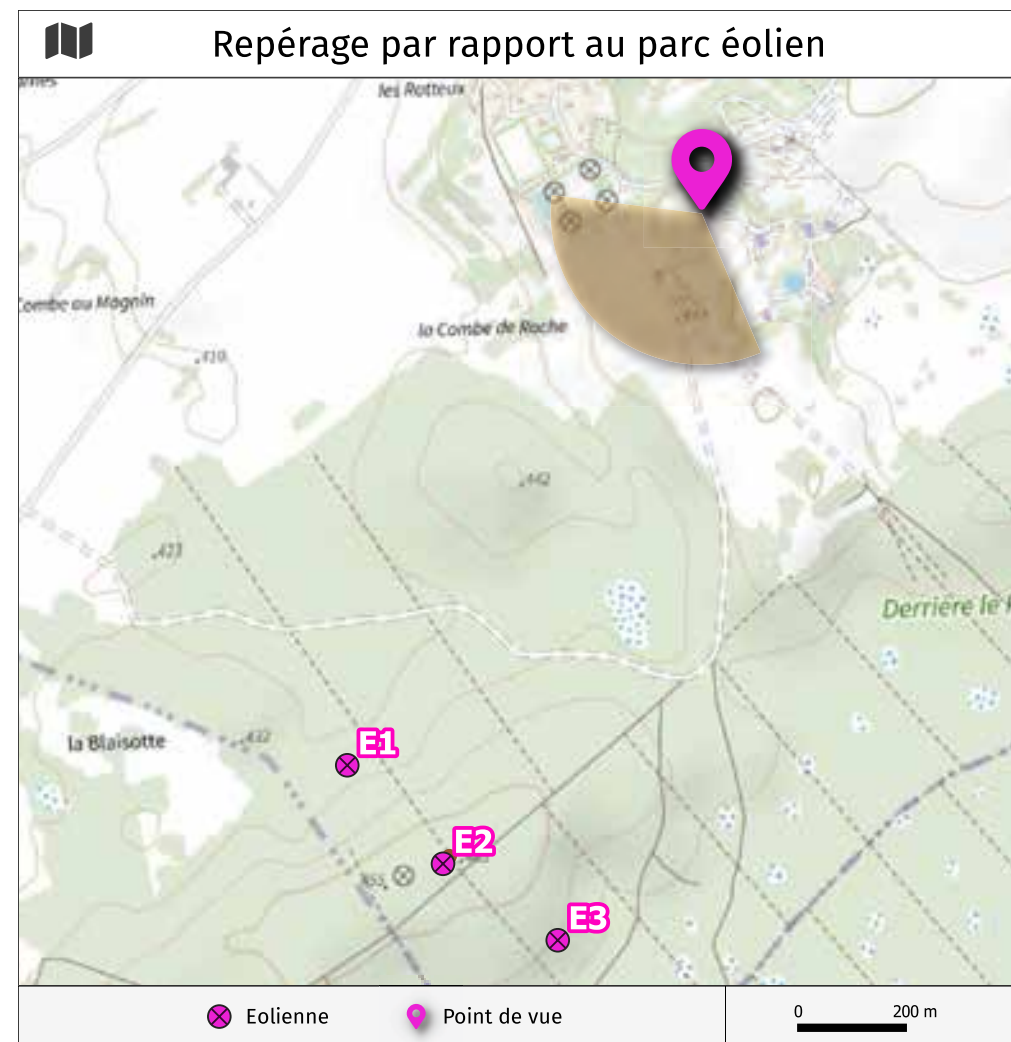 Repérage par rapport au parc éolien
les Rotteux
Combe au Magnin
la Combe de Roche
410
442
423
Derrière le
la Blaisotte
432
E1
E2
455
E3
Eolienne
Point de vue
0
200 m